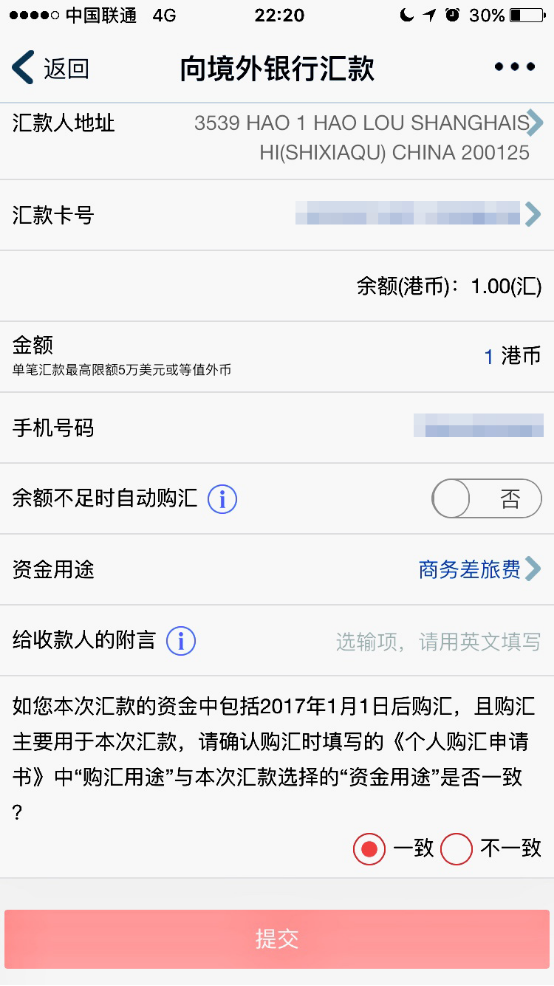 中国联通 4G 22:20 30%
返回 向境外银行汇款
汇款人地址 3539 HAO 1 HAO LOU SHANGHAIS
HI(SHIXIAQU) CHINA 200125
汇款卡号
余额(港币)：1.00(汇)
金额
单笔汇款最高限额5万美元或等值外币
1 港币
手机号码
余额不足时自动购汇 否
资金用途 商务差旅费
给收款人的附言 选输项，请用英文填写
如您本次汇款的资金中包括2017年1月1日后购汇，且购汇
主要用于本次汇款，请确认购汇时填写的《个人购汇申请
书》中“购汇用途”与本次汇款选择的“资金用途”是否一致
？
一致 不一致
提交